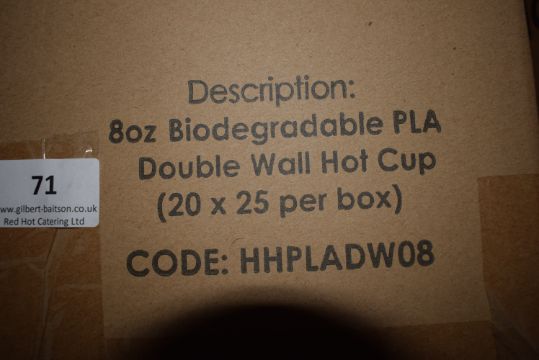 Description:
8oz Biodegradable PLA
Double Wall Hot Cup
(20 x 25 per box)
CODE: HHPLADW08
71
www.gilbert-baitson.co.uk
Red Hot Catering Ltd